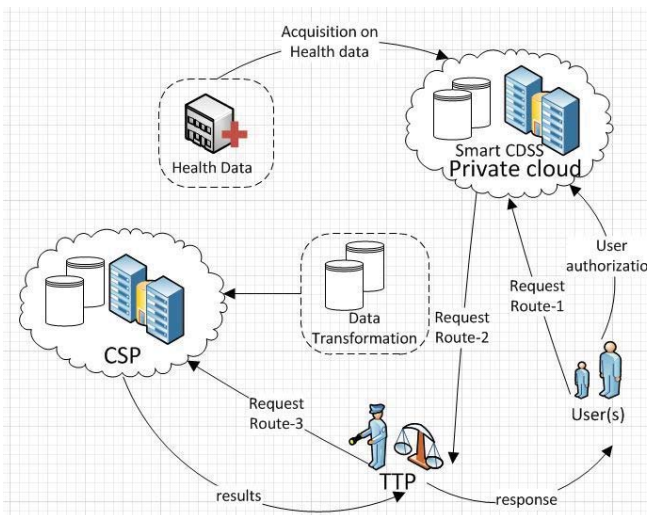 Acquisition on
Health data
Health Data
Smart CDSS
Private cloud
User
authorizatio
Request
Route-1
Request
Route-2
Data
Transformation
CSP
Request
Route-3
User(s)
TTP
results
response